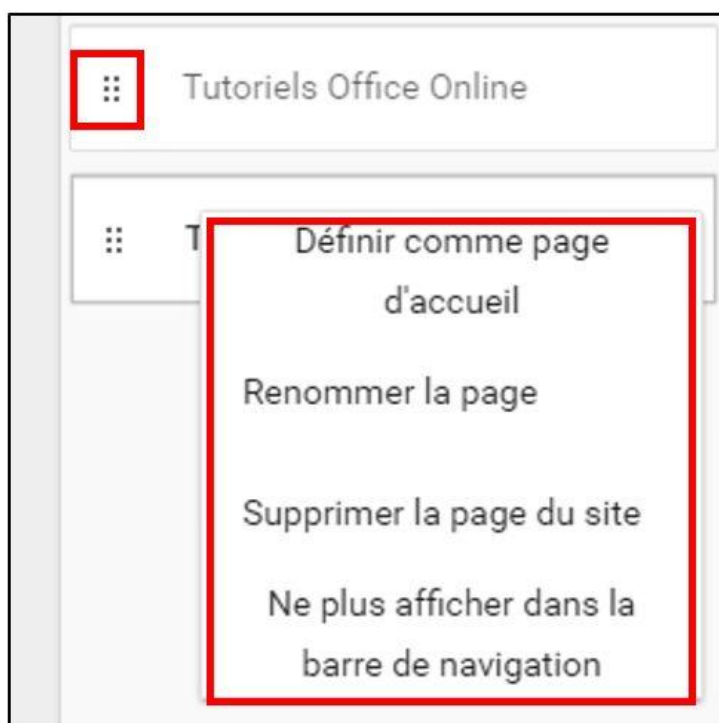 Tutoriels Office Online
T
Définir comme page
d'accueil
Renommer la page
Supprimer la page du site
Ne plus afficher dans la
barre de navigation